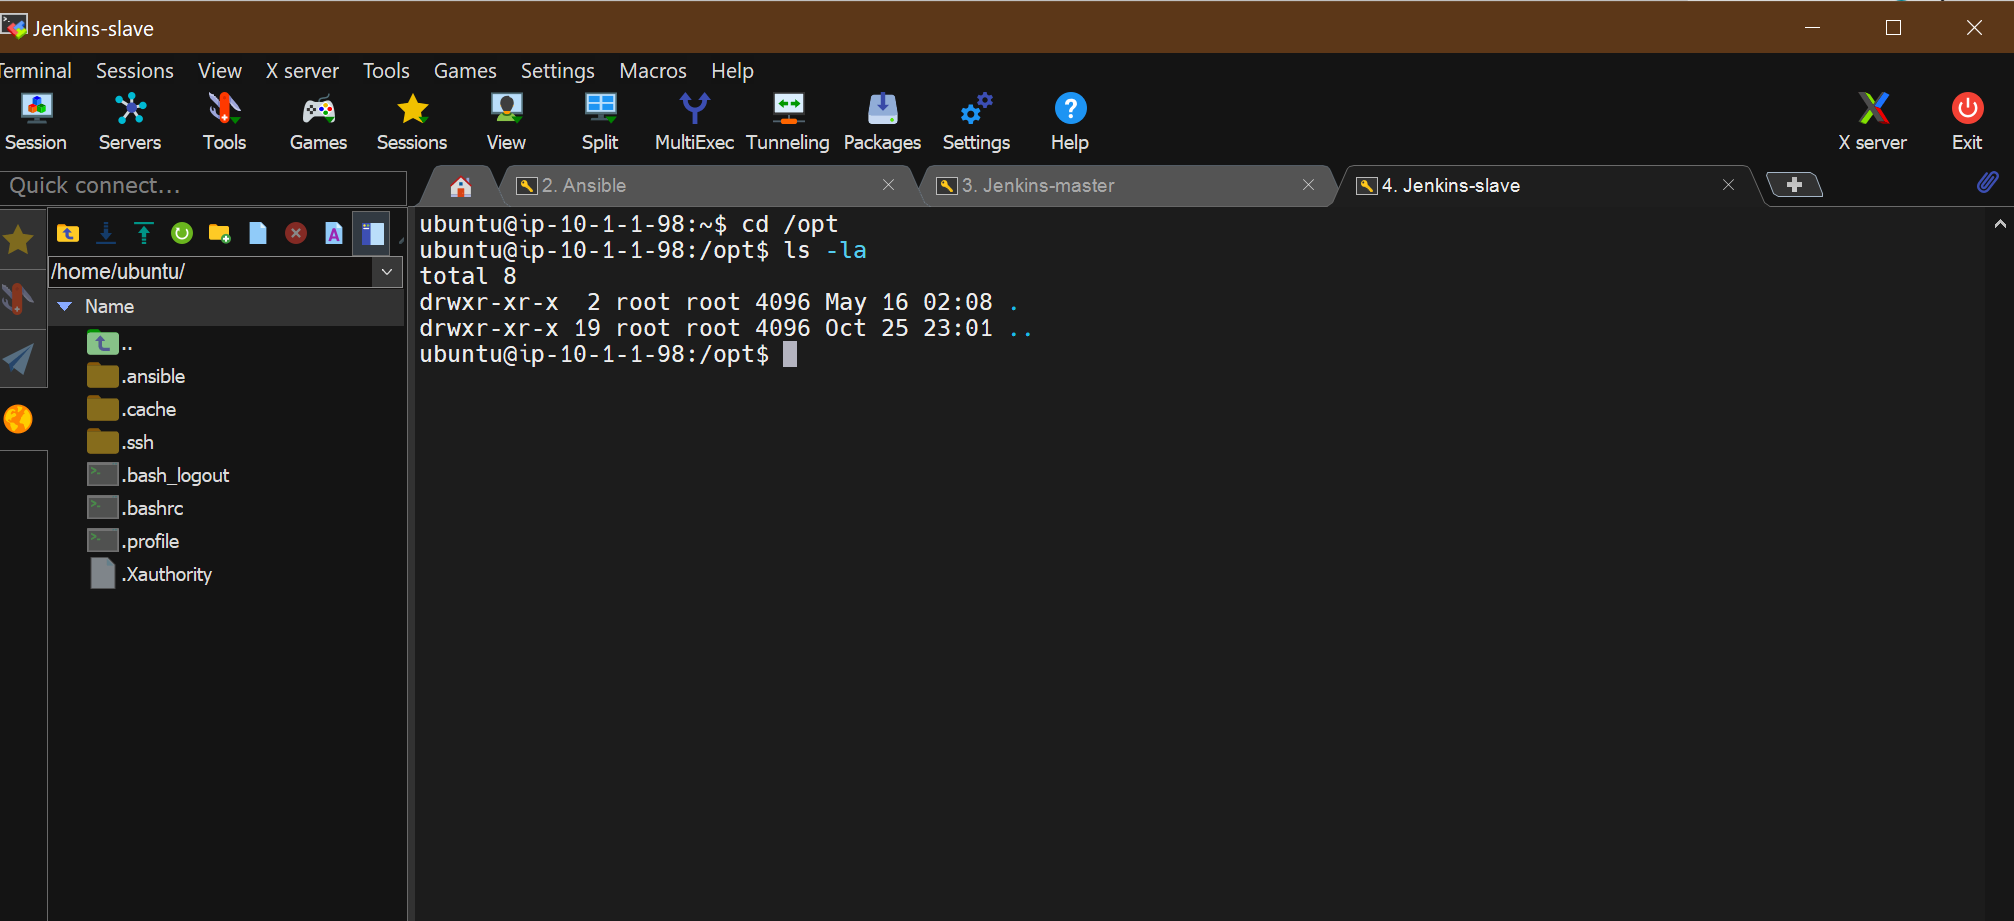 Jenkins-slave
Terminal Sessions View X server Tools Games Settings Macros Help
Session Servers Tools Games Sessions View Split MultiExec Tunneling Packages Settings Help X server Exit
Quick connect...
2. Ansible
3. Jenkins-master
4. Jenkins-slave
/home/ubuntu/
Name
..
.ansible
.cache
.ssh
.bash_logout
.bashrc
.profile
.Xauthority
ubuntu@ip-10-1-1-98:~$ cd /opt
ubuntu@ip-10-1-1-98:/opt$ ls -la
total 8
drwxr-xr-x  2 root root 4096 May 16 02:08 .
drwxr-xr-x 19 root root 4096 Oct 25 23:01 ..
ubuntu@ip-10-1-1-98:/opt$